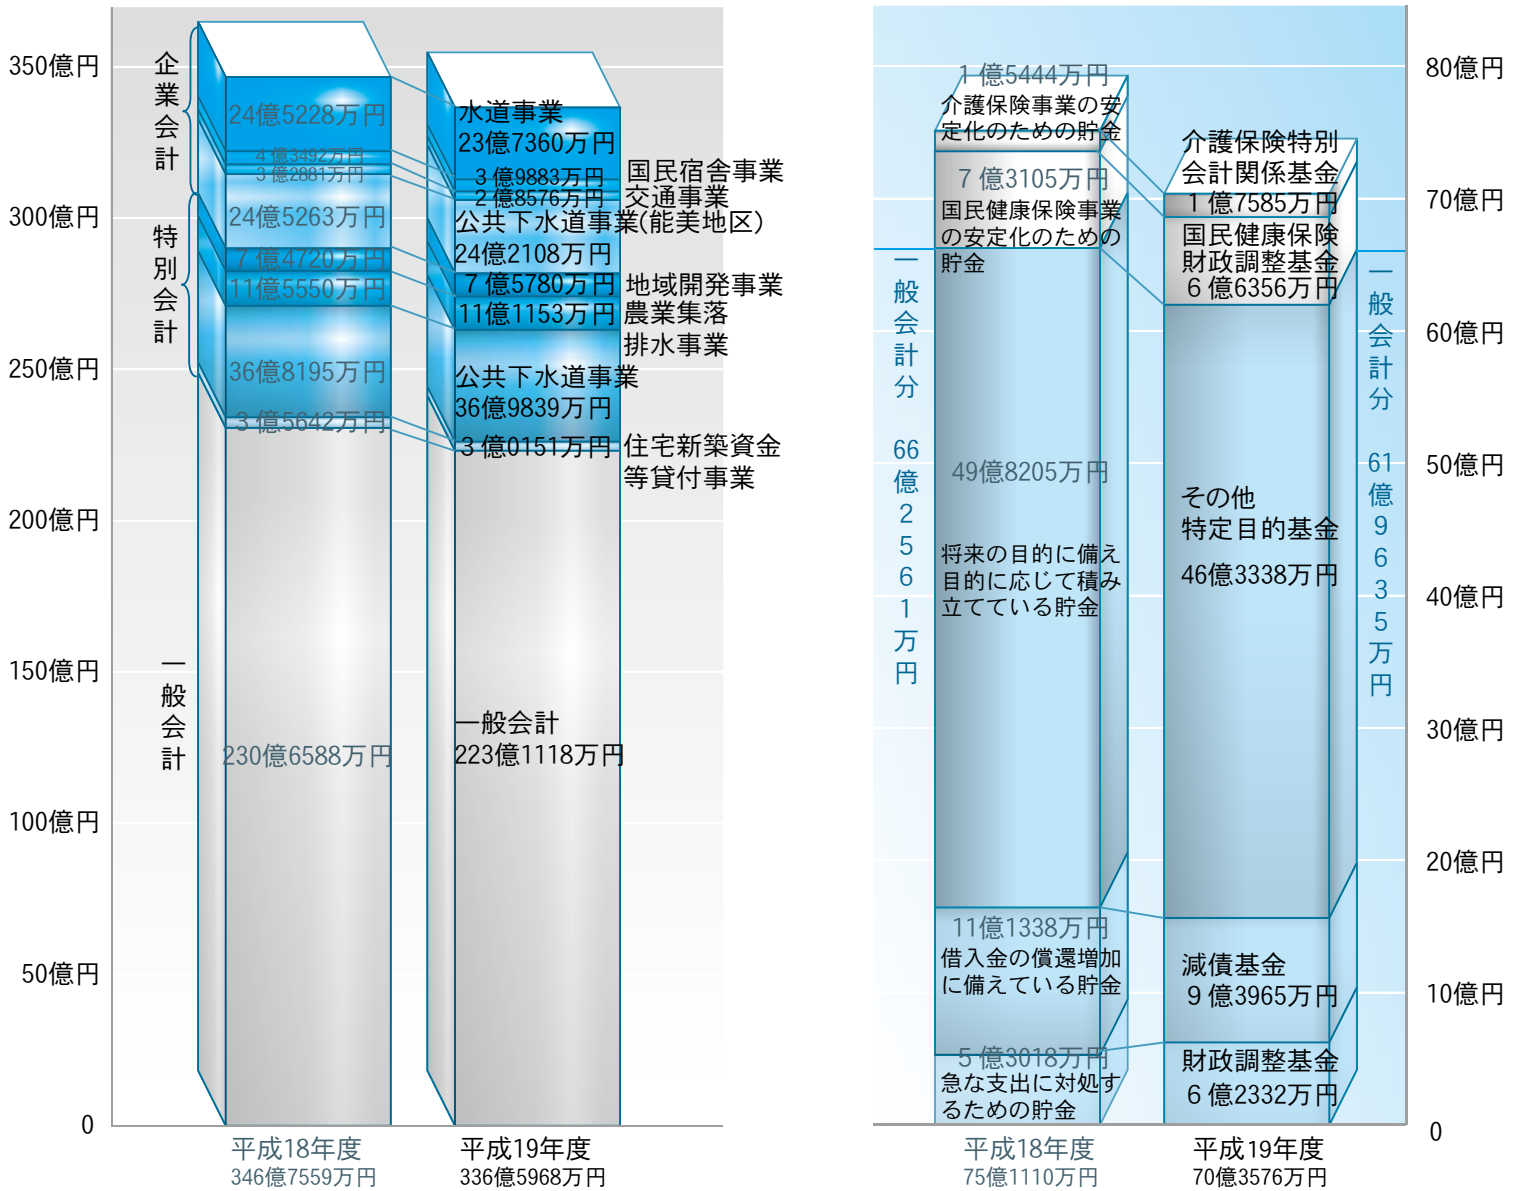 350億円
300億円
250億円
200億円
150億円
100億円
50億円
0
企業会計
特別会計
一般会計
24億5228万円
4億3492万円
3億2881万円
24億5263万円
7億4720万円
11億5550万円
36億8195万円
3億5642万円
230億6588万円
平成18年度
346億7559万円
水道事業
23億7360万円
3億9883万円
国民宿舎事業
2億8576万円
交通事業
公共下水道事業(能美地区)
24億2108万円
7億5780万円
地域開発事業
11億1153万円
農業集落
排水事業
公共下水道事業
36億9839万円
3億0151万円
住宅新築資金
等貸付事業
一般会計
223億1118万円
平成19年度
336億5968万円
一般会計分 66億2561万円
1億5444万円
介護保険事業の安
定化のための貯金
7億3105万円
国民健康保険事業
の安定化のための
貯金
49億8205万円
将来の目的に備え
目的に応じて積み
立てている貯金
11億1338万円
借入金の償還増加
に備えている貯金
5億3018万円
急な支出に対処す
るための貯金
平成18年度
75億1110万円
介護保険特別
会計関係基金
1億7585万円
国民健康保険
財政調整基金
6億6356万円
その他
特定目的基金
46億3338万円
減債基金
9億3965万円
財政調整基金
6億2332万円
平成19年度
70億3576万円
一般会計分 61億9635万円
80億円
70億円
60億円
50億円
40億円
30億円
20億円
10億円
0